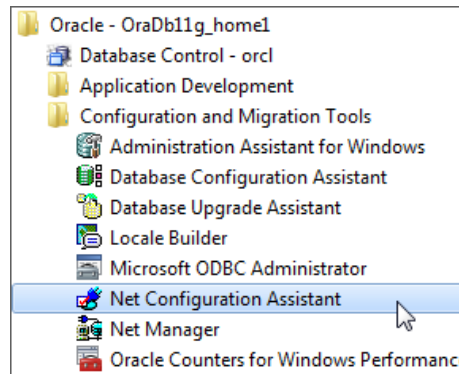 Oracle - OraDb11g_home1
Database Control - orcl
Application Development
Configuration and Migration Tools
Administration Assistant for Windows
Database Configuration Assistant
Database Upgrade Assistant
Locale Builder
Microsoft ODBC Administrator
Net Configuration Assistant
Net Manager
Oracle Counters for Windows Performanc